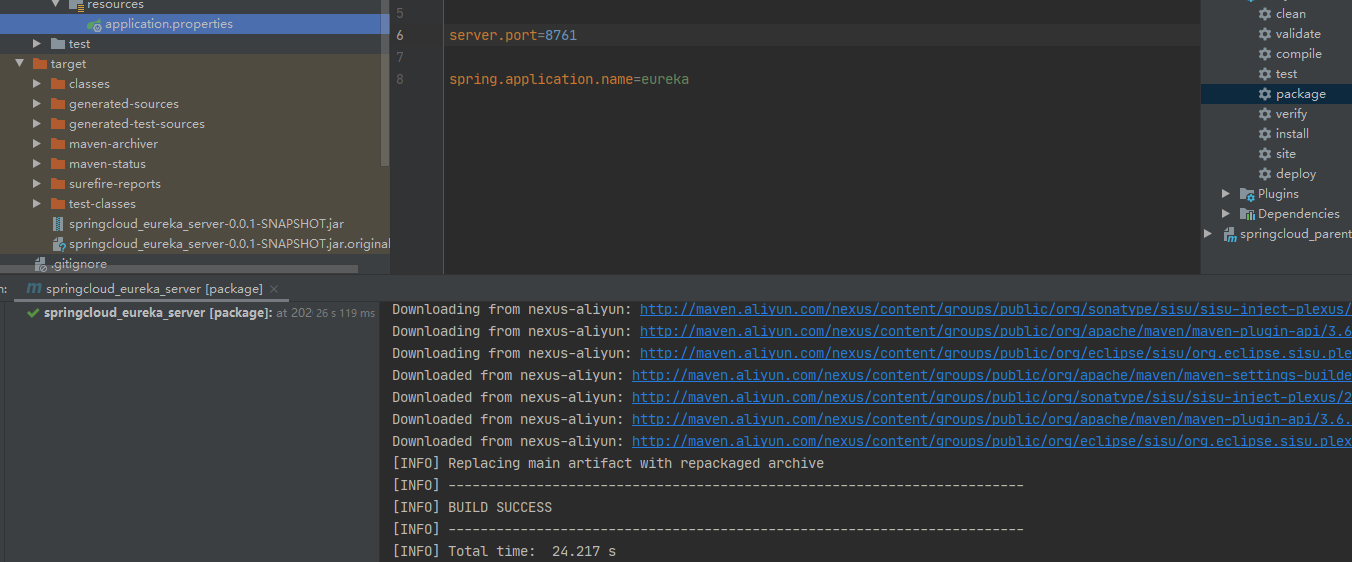 resources
application.properties
test
target
classes
generated-sources
generated-test-sources
maven-archiver
maven-status
surefire-reports
test-classes
springcloud_eureka_server-0.0.1-SNAPSHOT.jar
springcloud_eureka_server-0.0.1-SNAPSHOT.jar.original
.gitignore
5
6 server.port=8761
7
8 spring.application.name=eureka
clean
validate
compile
test
package
verify
install
site
deploy
Plugins
Dependencies
springcloud_parent
springcloud_eureka_server [package]
springcloud_eureka_server [package]: at 202 26 s 119 ms
Downloading from nexus-aliyun: http://maven.aliyun.com/nexus/content/groups/public/org/sonatype/sisu/sisu-inject-plexus/
Downloading from nexus-aliyun: http://maven.aliyun.com/nexus/content/groups/public/org/apache/maven/maven-plugin-api/3.6
Downloading from nexus-aliyun: http://maven.aliyun.com/nexus/content/groups/public/org/eclipse/sisu/org.eclipse.sisu.ple
Downloaded from nexus-aliyun: http://maven.aliyun.com/nexus/content/groups/public/org/apache/maven/maven-settings-builde
Downloaded from nexus-aliyun: http://maven.aliyun.com/nexus/content/groups/public/org/sonatype/sisu/sisu-inject-plexus/2
Downloaded from nexus-aliyun: http://maven.aliyun.com/nexus/content/groups/public/org/apache/maven/maven-plugin-api/3.6.
Downloaded from nexus-aliyun: http://maven.aliyun.com/nexus/content/groups/public/org/eclipse/sisu/org.eclipse.sisu.plex
[INFO] Replacing main artifact with repackaged archive
[INFO] ------------------------------------------------------------------------
[INFO] BUILD SUCCESS
[INFO] ------------------------------------------------------------------------
[INFO] Total time:  24.217 s